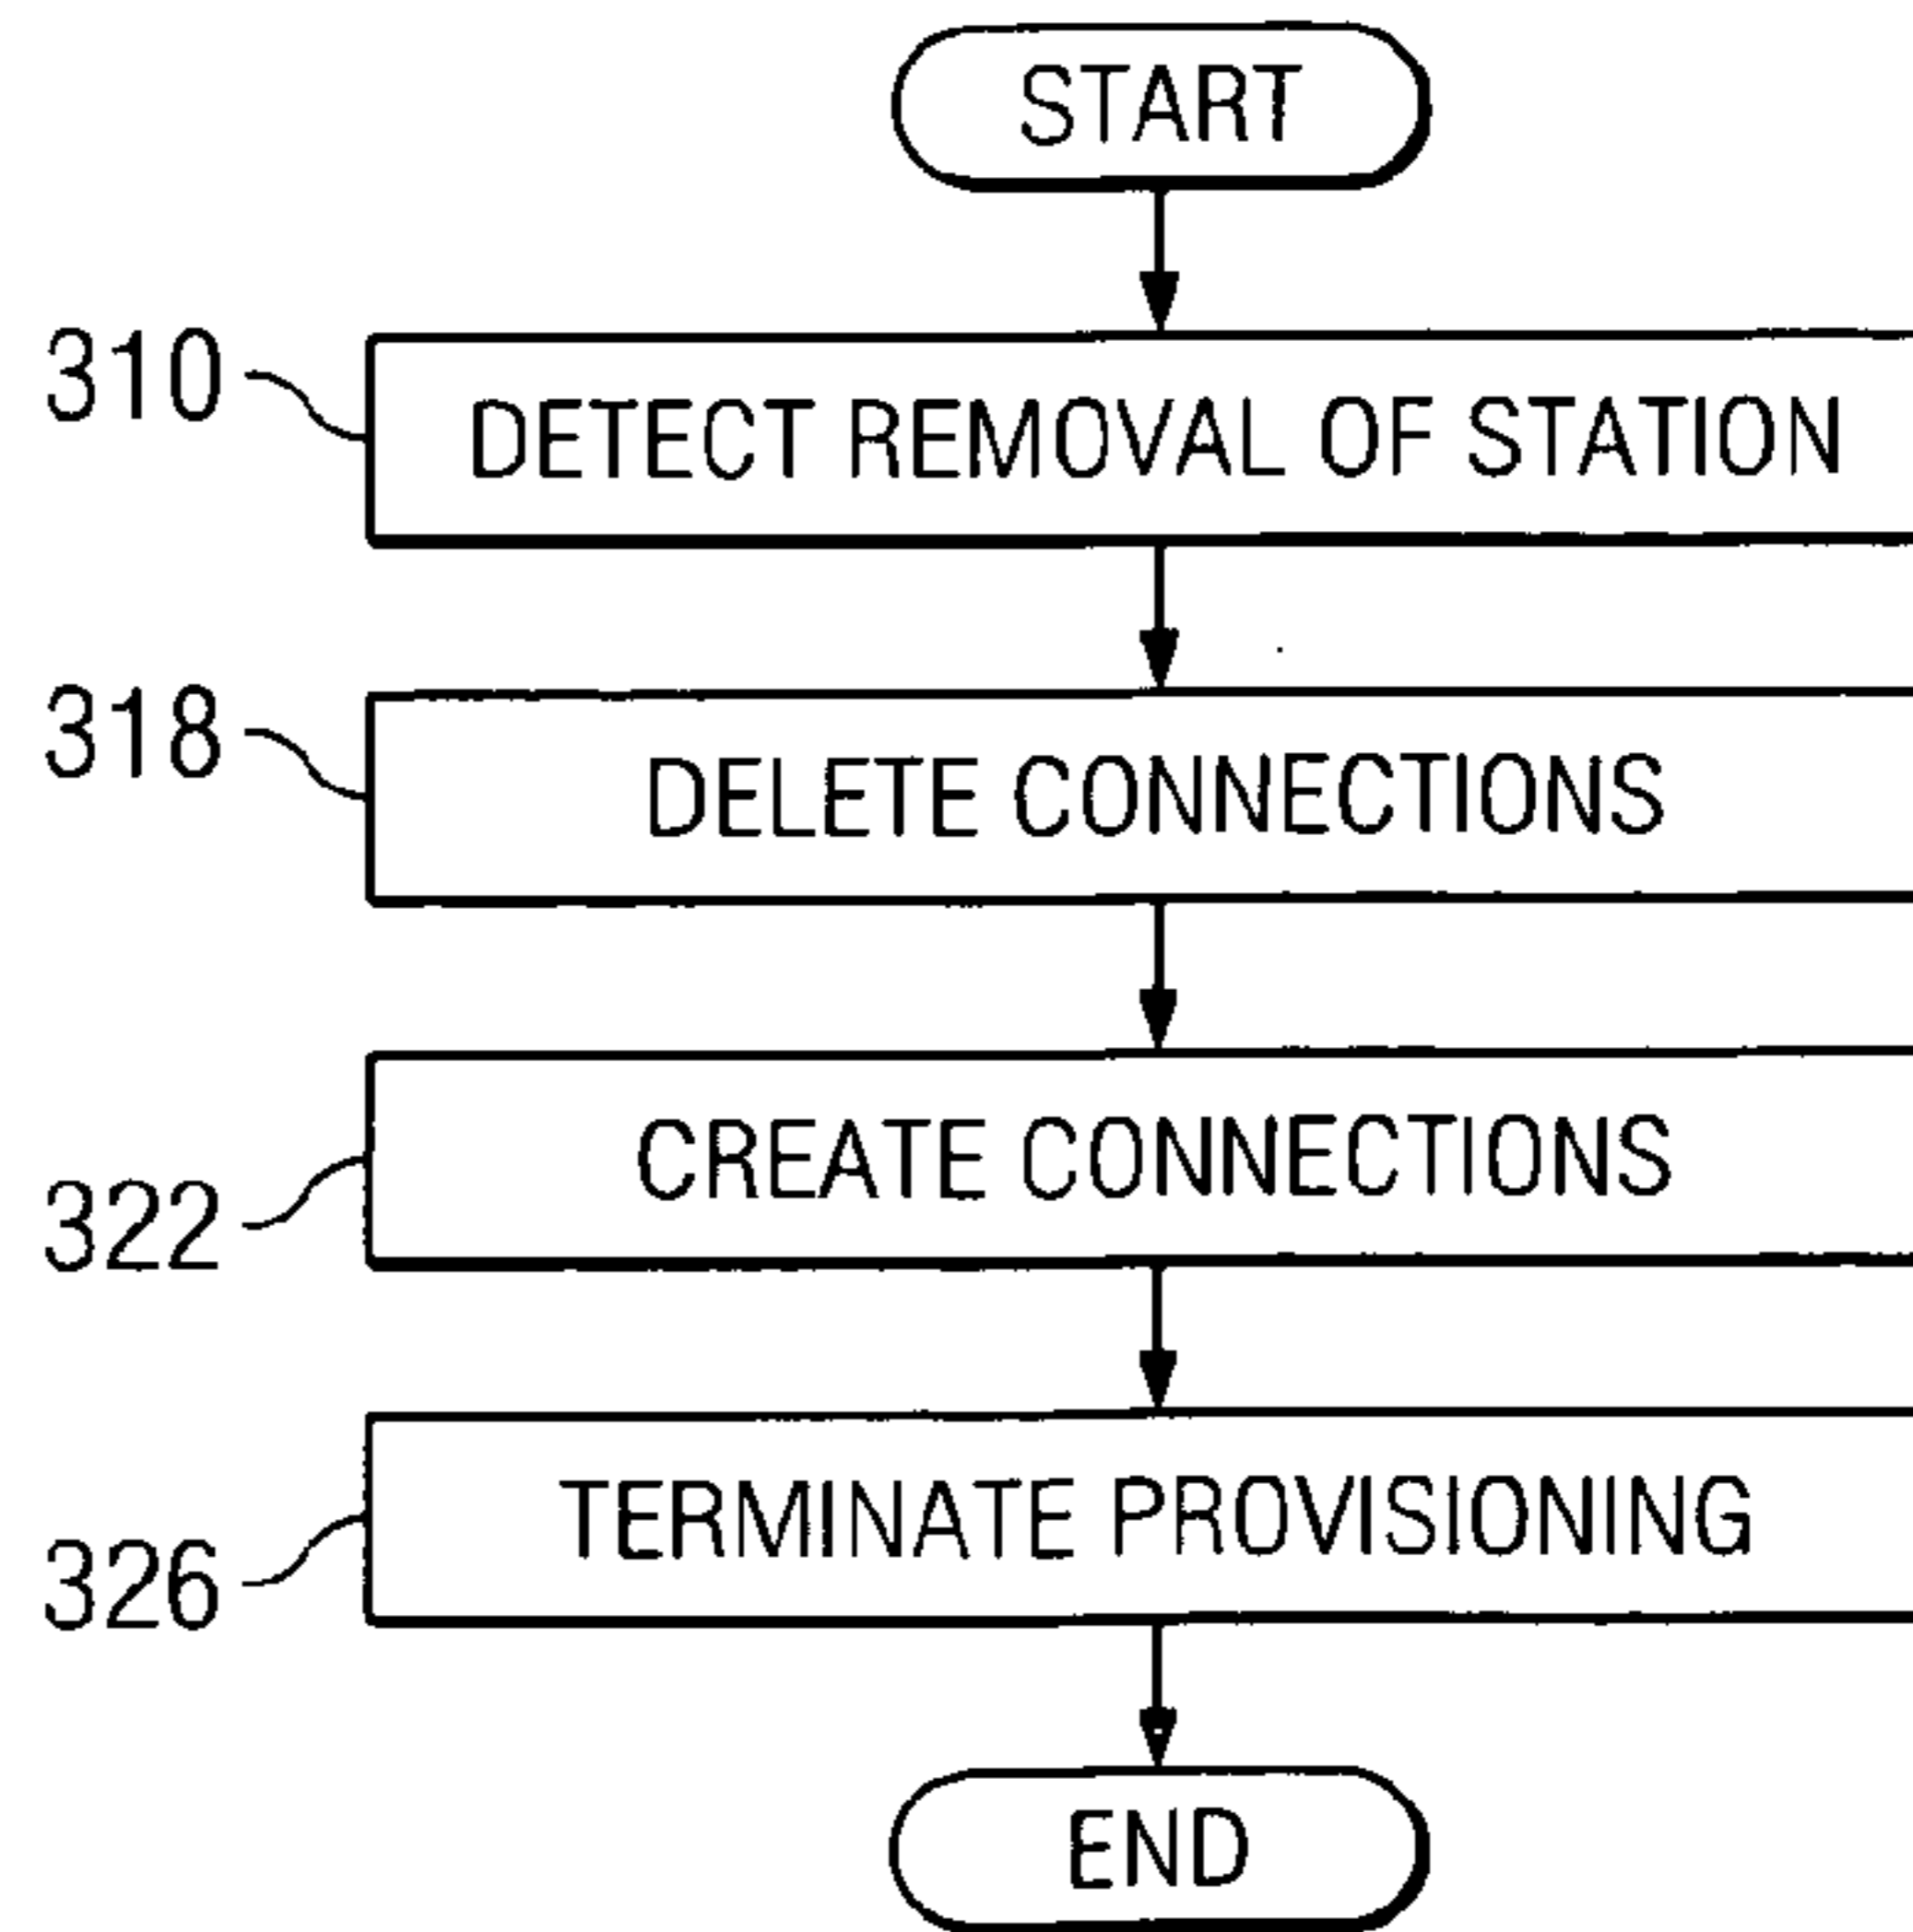 START
310
DETECT REMOVAL OF STATION
318
DELETE CONNECTIONS
CREATE CONNECTIONS
322
TERMINATE PROVISIONING
326
END